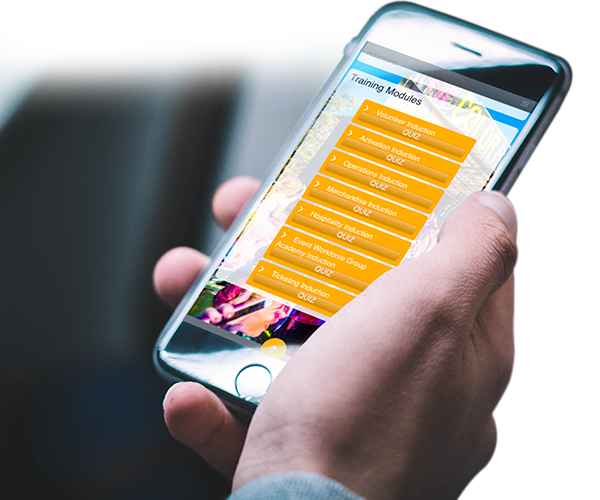 Training Modules
Volunteer Induction
QUIZ
Activation Induction
QUIZ
Operations Induction
QUIZ
Merchandise Induction
QUIZ
Hospitality Induction
QUIZ
Event Workforce Group
Academy Induction
QUIZ
Ticketing Induction
QUIZ